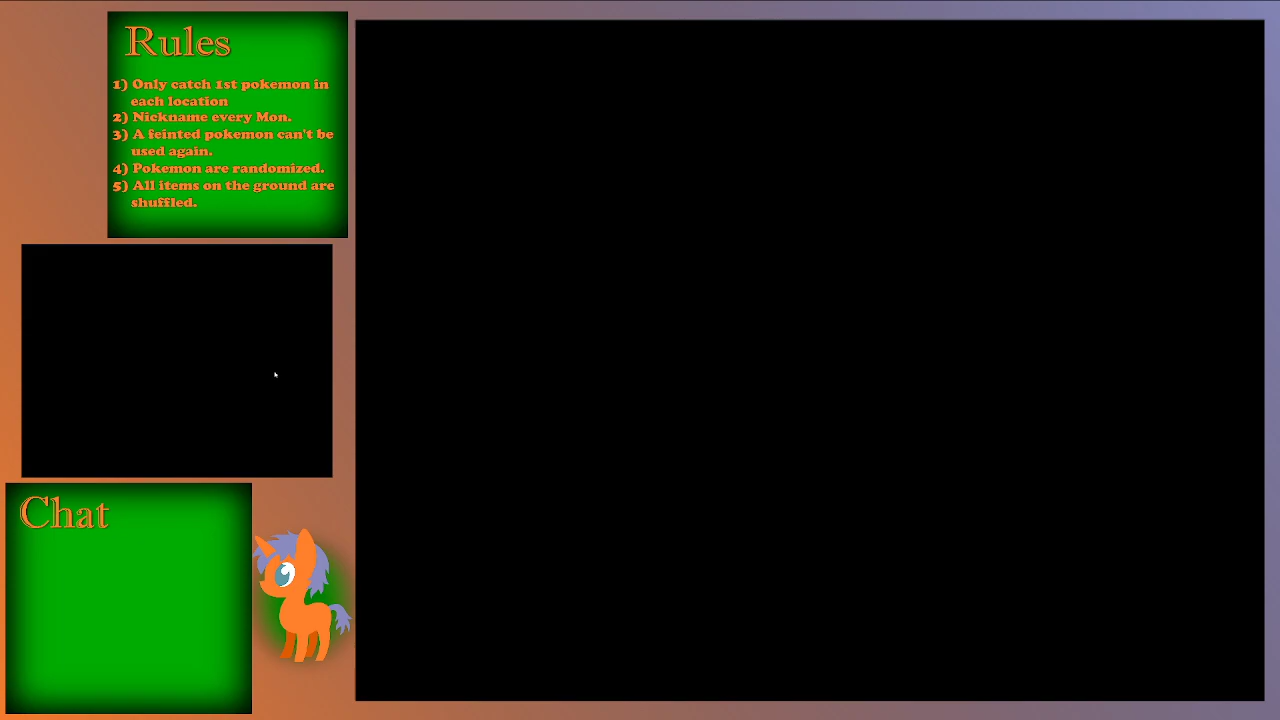 Rules
1) Only catch 1st pokemon in
each location
2) Nickname every Mon.
3) A feinted pokemon can't be
used again.
4) Pokemon are randomized.
5) All items on the ground are
shuffled.
Chat